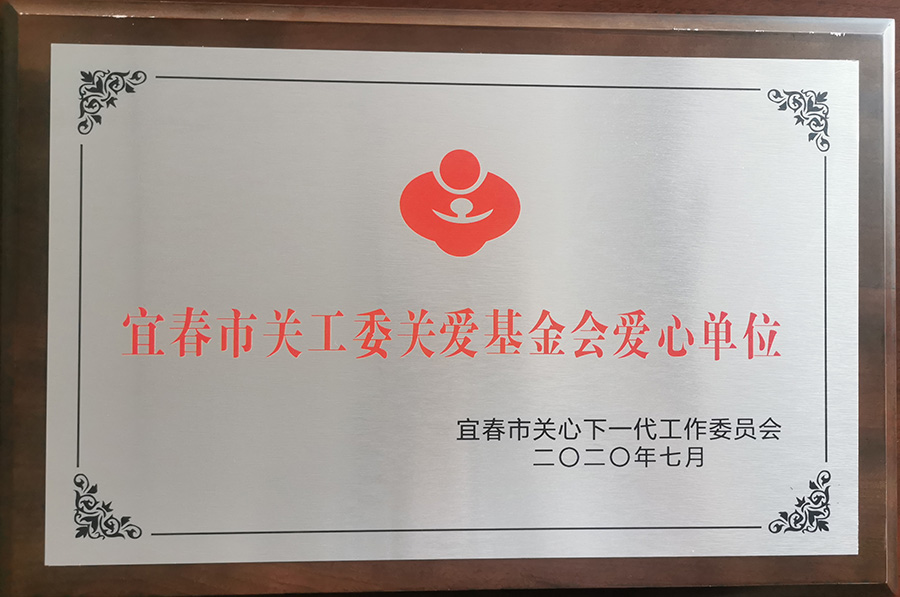 宜春市关工委关爱基金会爱心单位
宜春市关心下一代工作委员会
二〇二〇年七月